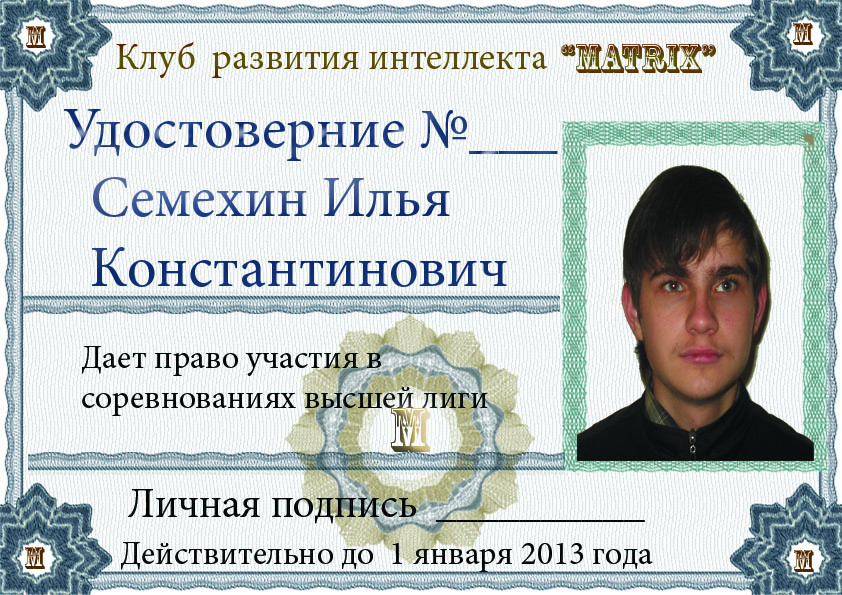 Клуб развития интеллекта “MATRIX”
Удостоверние №___
Семехин Илья
Константинович
Дает право участия в
соревнованиях высшей лиги
M
Личная подпись __________
Действительно до 1 января 2013 года
M
M
M
M